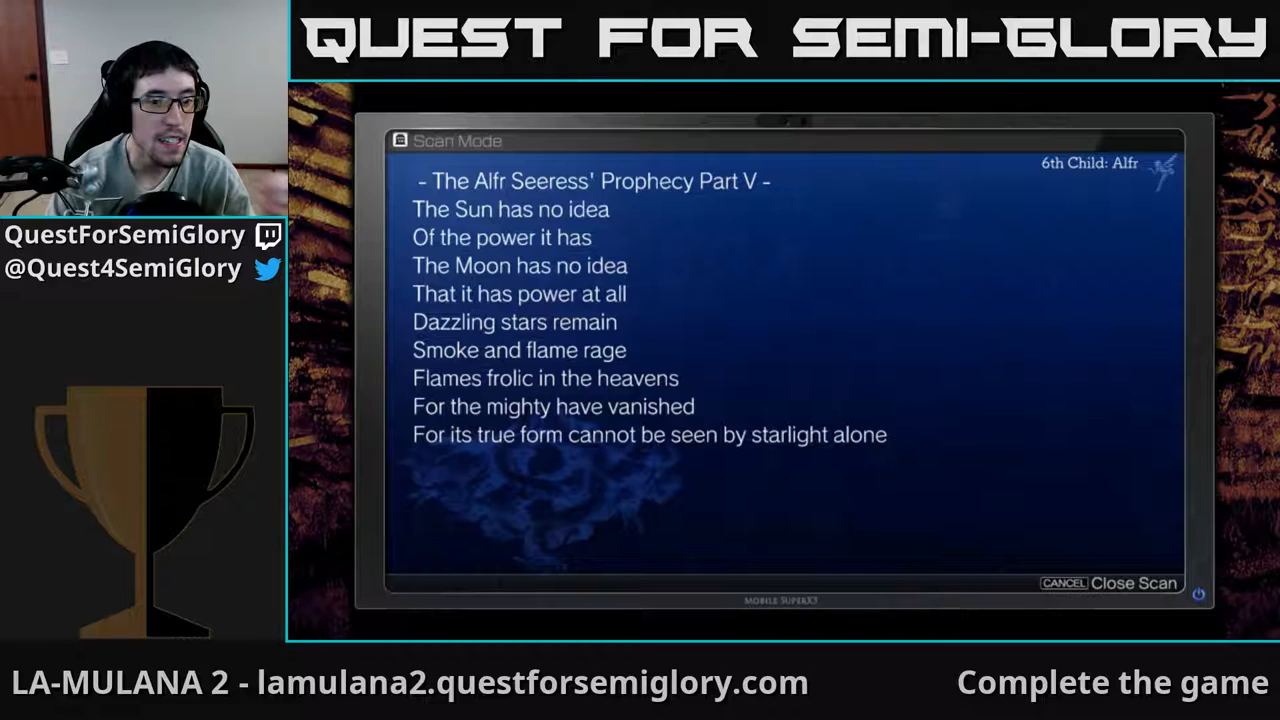 QUEST FOR SEMI-GLORY
Scan Mode
6th Child: Alfr
- The Alfr Seeress' Prophecy Part V -
The Sun has no idea
Of the power it has
The Moon has no idea
That it has power at all
Dazzling stars remain
Smoke and flame rage
Flames frolic in the heavens
For the mighty have vanished
For its true form cannot be seen by starlight alone
CANCEL Close Scan
MOBILE SUPERX3
QuestForSemiGlory
@Quest4SemiGlory
LA-MULANA 2 - lamulana2.questforsemiglory.com
Complete the game